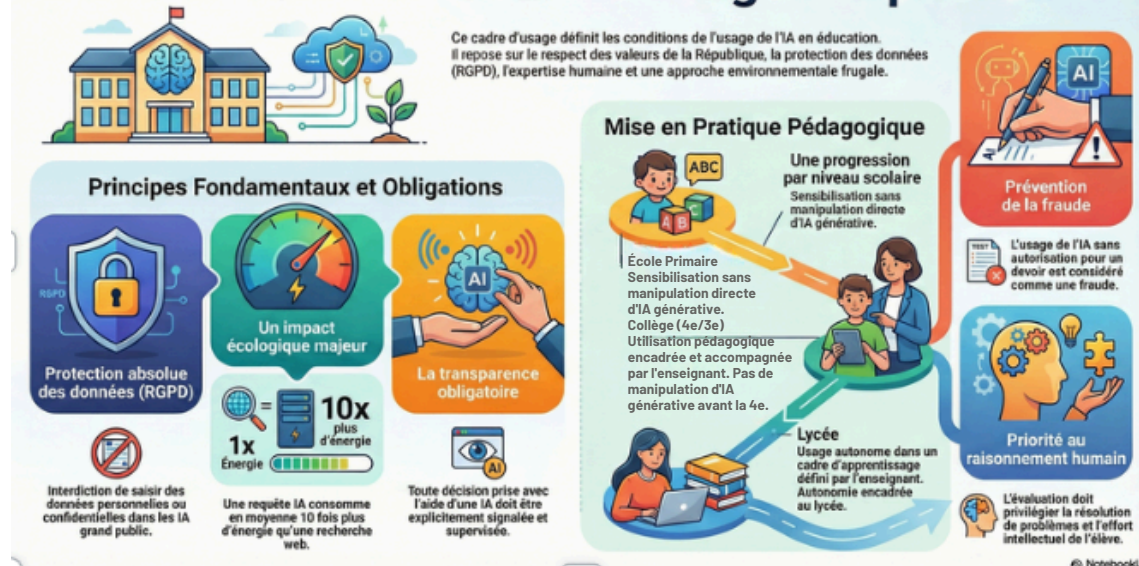 Ce cadre d'usage définit les conditions de l'usage de l'IA en éducation.
Il repose sur le respect des valeurs de la République, la protection des données
(RGPD), l'expertise humaine et une approche environnementale frugale.
Principes Fondamentaux et Obligations
RGPD
Protection absolue
des données (RGPD)
Interdiction de saisir des
données personnelles ou
confidentielles dans les IA
grand public.
Un impact
écologique majeur
1x
Énergie
=
10x
plus
d'énergie
Une requête IA consomme
en moyenne 10 fois plus
d'énergie qu'une recherche
web.
AI
La transparence
obligatoire
AI
Toute décision prise avec
l'aide d'une IA doit être
explicitement signalée et
supervisée.
Mise en Pratique Pédagogique
ABC
A B C
Une progression
par niveau scolaire
Sensibilisation sans
manipulation directe
d'IA générative.
École Primaire
Sensibilisation sans
manipulation directe
d'IA générative.
Collège (4e/3e)
Utilisation pédagogique
encadrée et accompagnée
par l'enseignant. Pas de
manipulation d'IA
générative avant la 4e.
Lycée
Usage autonome dans un
cadre d'apprentissage
défini par l'enseignant.
Autonomie encadrée
au lycée.
AI
AI
!
Prévention
de la fraude
TEST
L'usage de l'IA sans
autorisation pour un
devoir est considéré
comme une fraude.
Priorité au
raisonnement humain
L'évaluation doit
privilégier la résolution
de problèmes et l'effort
intellectuel de l'élève.